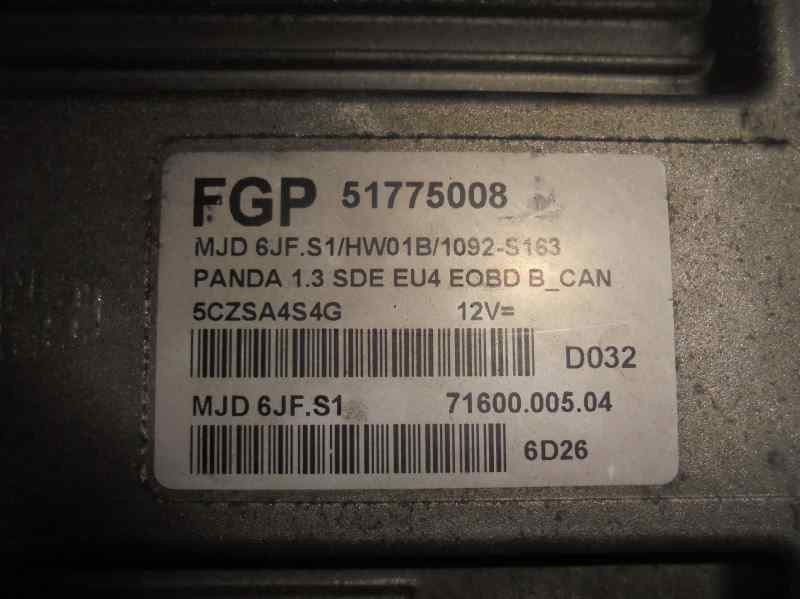 FGP 51775008
MJD 6JF.S1/HW01B/1092-S163
PANDA 1.3 SDE EU4 EOBD B_CAN
5CZSA4S4G 12V=
D032
MJD 6JF.S1 71600.005.04
6D26